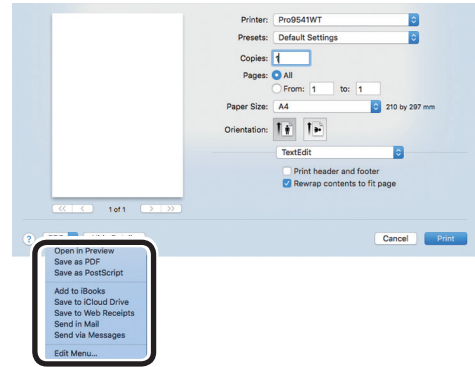 Printer: Pro9541WT
Presets: Default Settings
Copies: 1
Pages: All
From: 1 to: 1
Paper Size: A4 210 by 297 mm
Orientation:
TextEdit
Print header and footer
Rewrap contents to fit page
<< < 1 of 1 > >>
? Cancel Print
Open in Preview
Save as PDF
Save as PostScript
Add to iBooks
Save to iCloud Drive
Save to Web Receipts
Send in Mail
Send via Messages
Edit Menu...